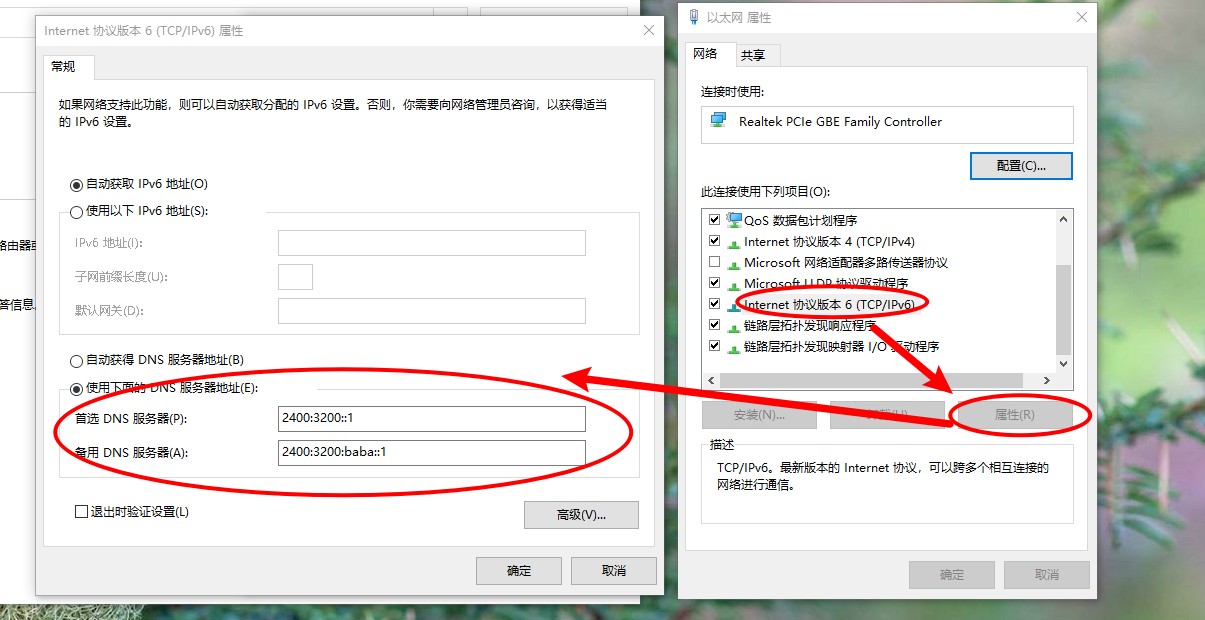 Internet 协议版本 6 (TCP/IPv6) 属性
常规
如果网络支持此功能，则可以自动获取分配的 IPv6 设置。否则，你需要向网络管理员咨询，以获得适当
的 IPv6 设置。
自动获取 IPv6 地址(O)
使用以下 IPv6 地址(S):
IPv6 地址(I):
子网前缀长度(U):
默认网关(D):
自动获得 DNS 服务器地址(B)
使用下面的 DNS 服务器地址(E):
首选 DNS 服务器(P):
2400:3200::1
备用 DNS 服务器(A):
2400:3200:baba::1
退出时验证设置(L)
高级(V)...
确定
取消
路由器或
答信息.
以太网 属性
网络
共享
连接时使用:
Realtek PCIe GBE Family Controller
配置(C)...
此连接使用下列项目(O):
QoS 数据包计划程序
Internet 协议版本 4 (TCP/IPv4)
Microsoft 网络适配器多路传送器协议
Microsoft LLDP 协议驱动程序
Internet 协议版本 6 (TCP/IPv6)
链路层拓扑发现响应程序
链路层拓扑发现映射器 I/O 驱动程序
安装(N)...
卸载(U)
属性(R)
描述
TCP/IPv6。最新版本的 Internet 协议，可以跨多个相互连接的
网络进行通信。
确定
取消